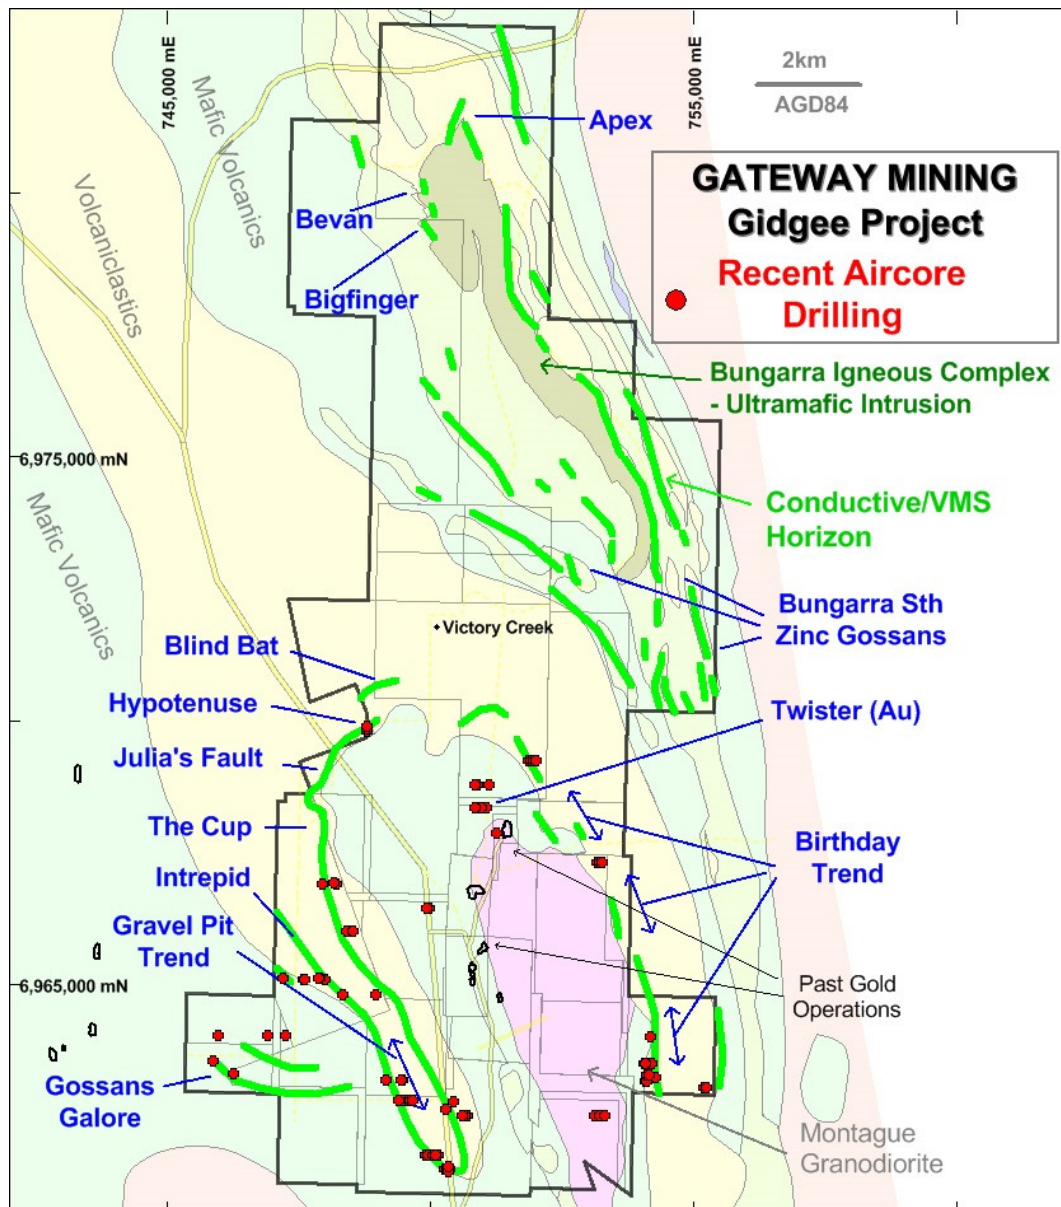 745,000 mE
755,000 mE
2km
AGD84
GATEWAY MINING
Gidgee Project
Recent Aircore
Drilling
Mafic Volcanics
Volcaniclastics
Apex
Bevan
Bigfinger
Bungarra Igneous Complex
- Ultramafic Intrusion
6,975,000 mN
Conductive/VMS
Horizon
Mafic Volcanics
Bungarra Sth
Zinc Gossans
Victory Creek
Blind Bat
Hypotenuse
Twister (Au)
Julia's Fault
The Cup
Birthday
Trend
Intrepid
Gravel Pit
Trend
6,965,000 mN
Past Gold
Operations
Gossans
Galore
Montague
Granodiorite